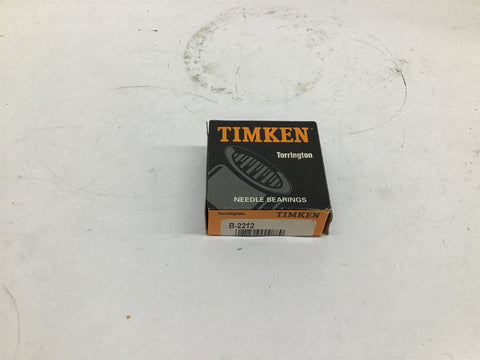 TIMKEN
Torrington
NEEDLE BEARINGS
Torrington TIMKEN
B-2212